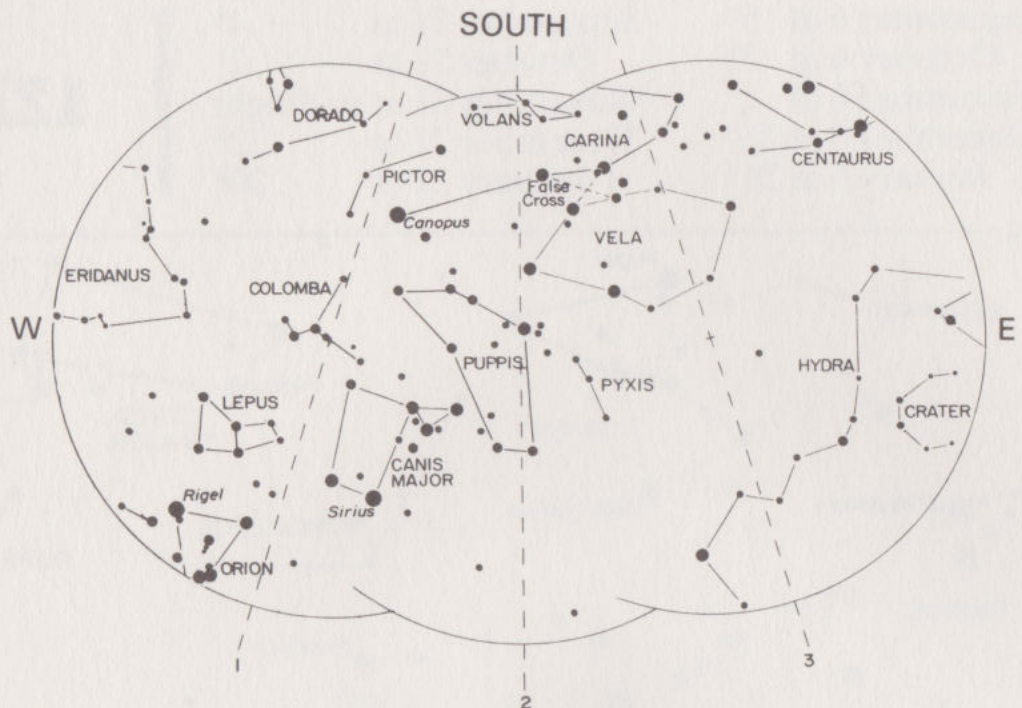 SOUTH
DORADO
VOLANS
CARINA
CENTAURUS
PICTOR
False
Cross
Canopus
VELA
ERIDANUS
COLOMBA
W
E
PUPPIS
PYXIS
HYDRA
LEPUS
CRATER
CANIS
MAJOR
Rigel
Sirius
ORION
1
2
3